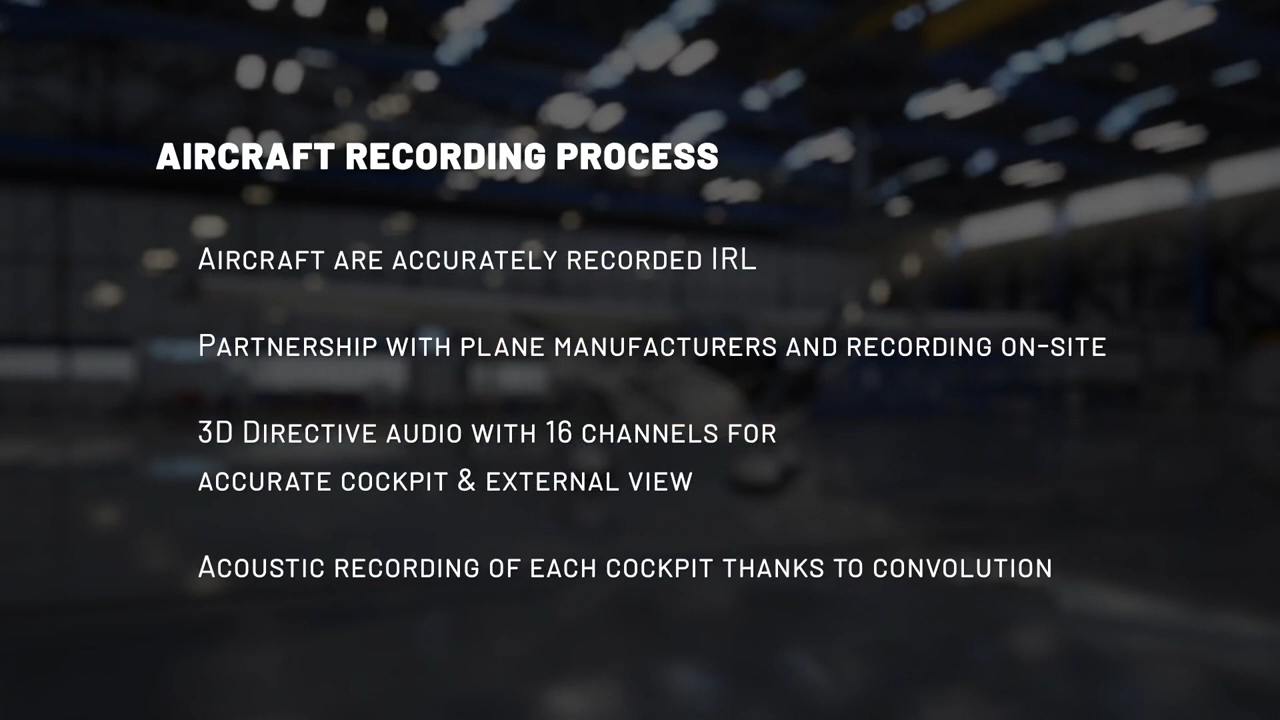 AIRCRAFT RECORDING PROCESS
AIRCRAFT ARE ACCURATELY RECORDED IRL
PARTNERSHIP WITH PLANE MANUFACTURERS AND RECORDING ON-SITE
3D DIRECTIVE AUDIO WITH 16 CHANNELS FOR
ACCURATE COCKPIT & EXTERNAL VIEW
ACOUSTIC RECORDING OF EACH COCKPIT THANKS TO CONVOLUTION